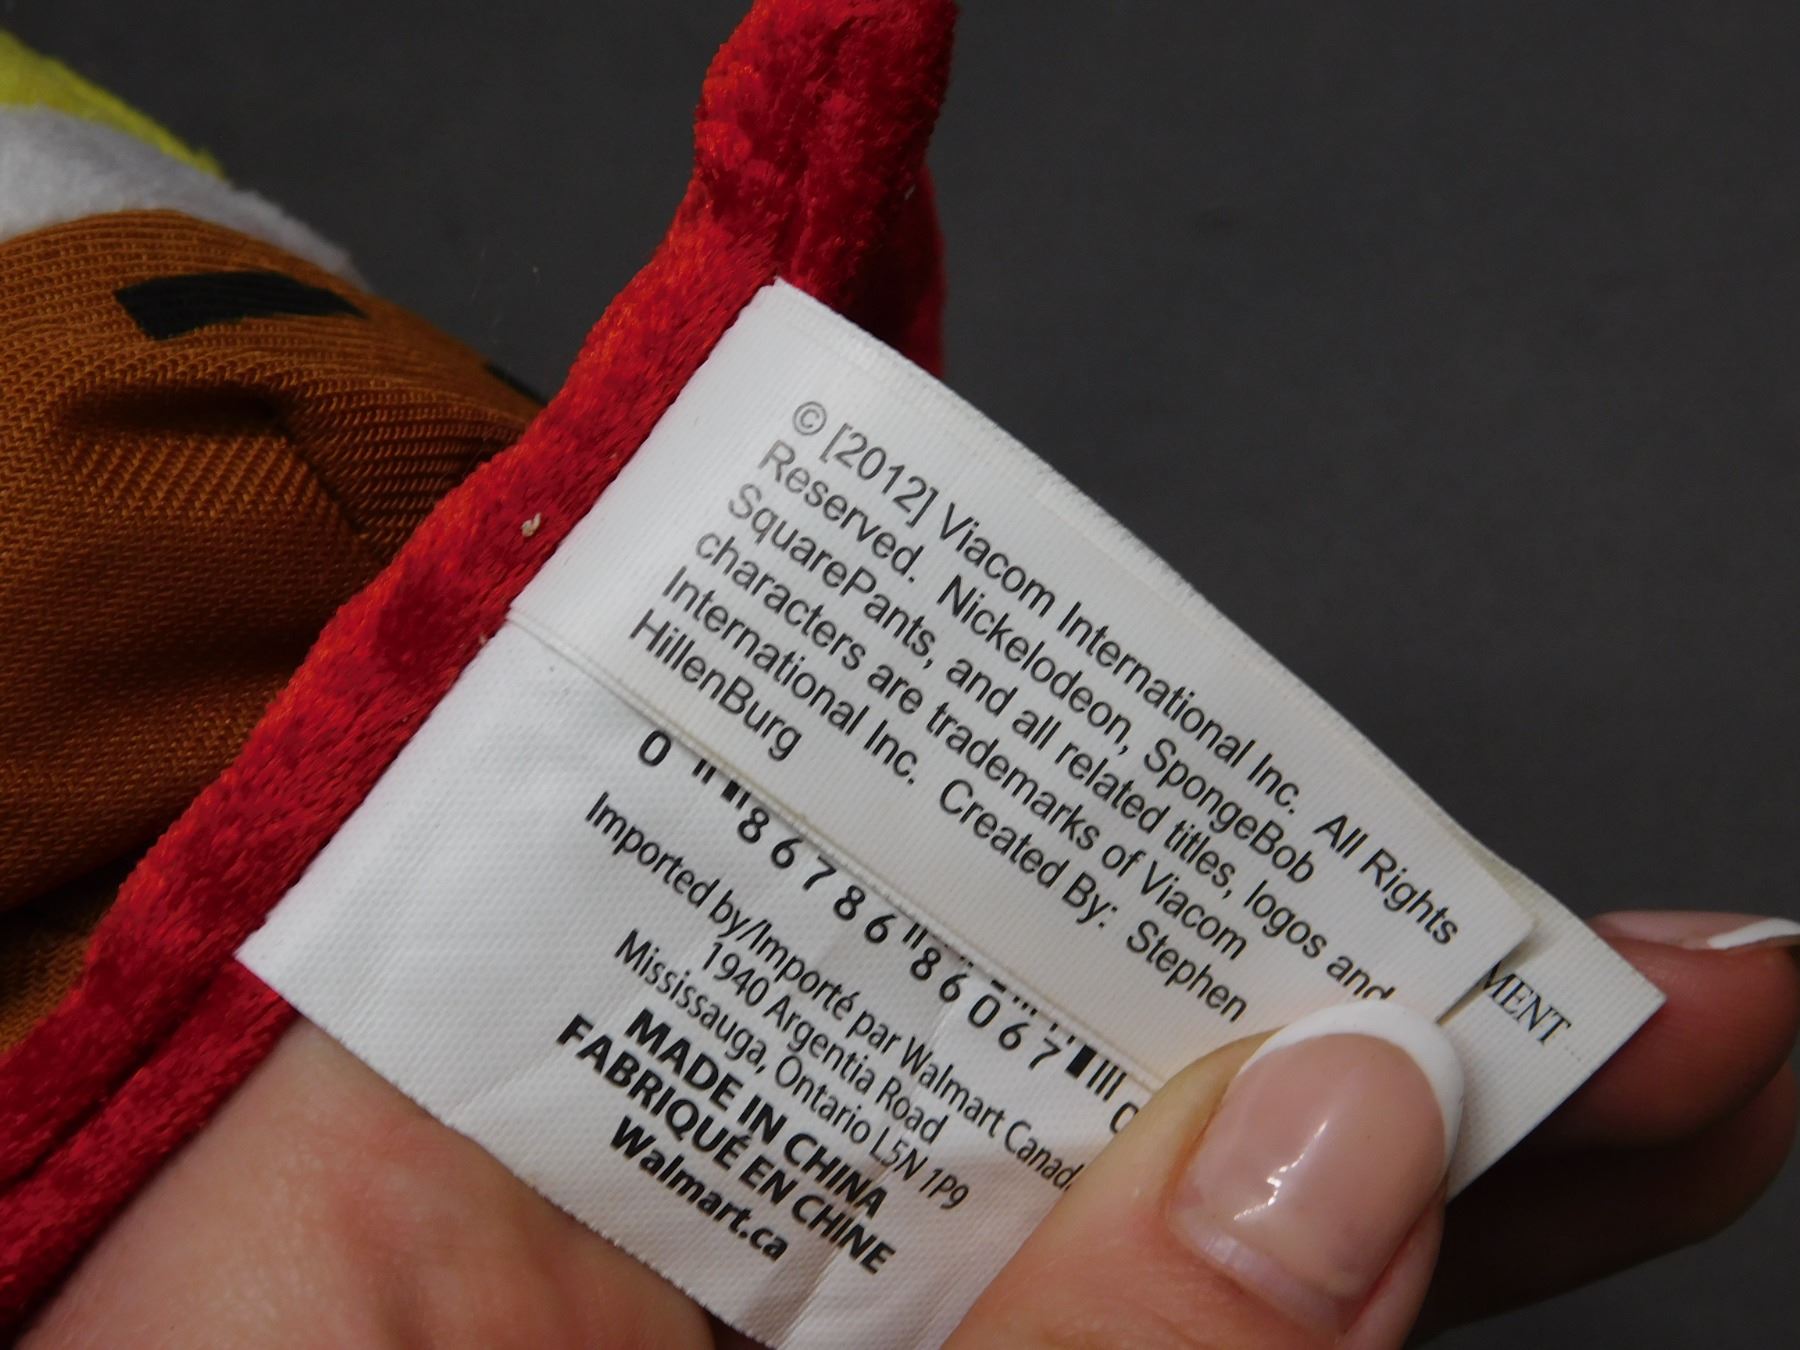 © [2012] Viacom International Inc.  All Rights
Reserved.  Nickelodeon, SpongeBob
SquarePants, and all related titles, logos and
characters are trademarks of Viacom
International Inc.  Created By:  Stephen
HillenBurg
MENT
0 86786 86067
Imported by/Importé par Walmart Canad
1940 Argentia Road
Mississauga, Ontario L5N 1P9
MADE IN CHINA
FABRIQUÉ EN CHINE
Walmart.ca